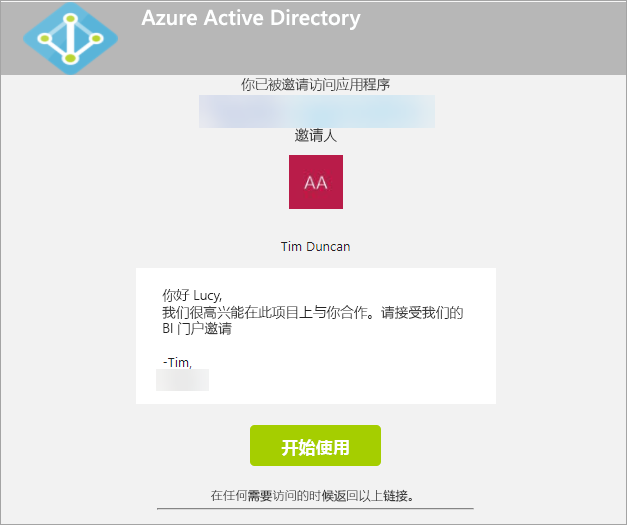 Azure Active Directory
你已被邀请访问应用程序
邀请人
AA
Tim Duncan
你好 Lucy,
我们很高兴能在此项目上与你合作。请接受我们的
BI 门户邀请
-Tim,
开始使用
在任何需要访问的时候返回以上链接。